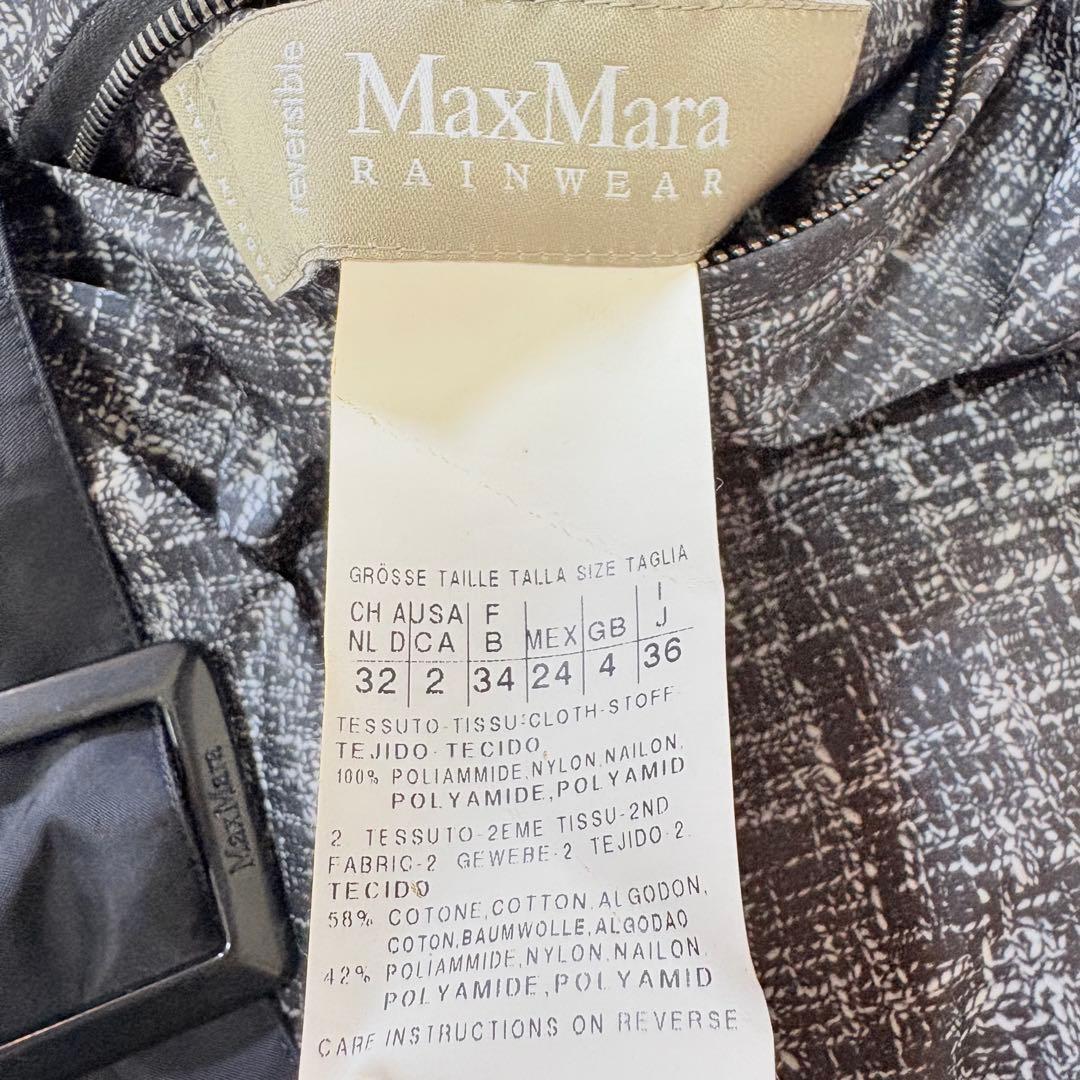 reversible
MaxMara
RAINWEAR
GRÖSSE TAILLE TALLA SIZE TAGLIA
CH A USA F I
NL D CA B MEX GB J
32 2 34 24 4 36
TESSUTO-TISSU-CLOTH-STOFF
TEJIDO-TECIDO
100% POLIAMMIDE,NYLON,NAILON,
POLYAMIDE,POLYAMID
2 TESSUTO-2EME TISSU-2ND
FABRIC-2 GEWEBE-2 TEJIDO-2
TECIDO
58% COTONE,COTTON,ALGODON,
COTON,BAUMWOLLE,ALGODAO
42% POLIAMMIDE,NYLON,NAILON,
POLYAMIDE,POLYAMID
CARE INSTRUCTIONS ON REVERSE
MaxMara